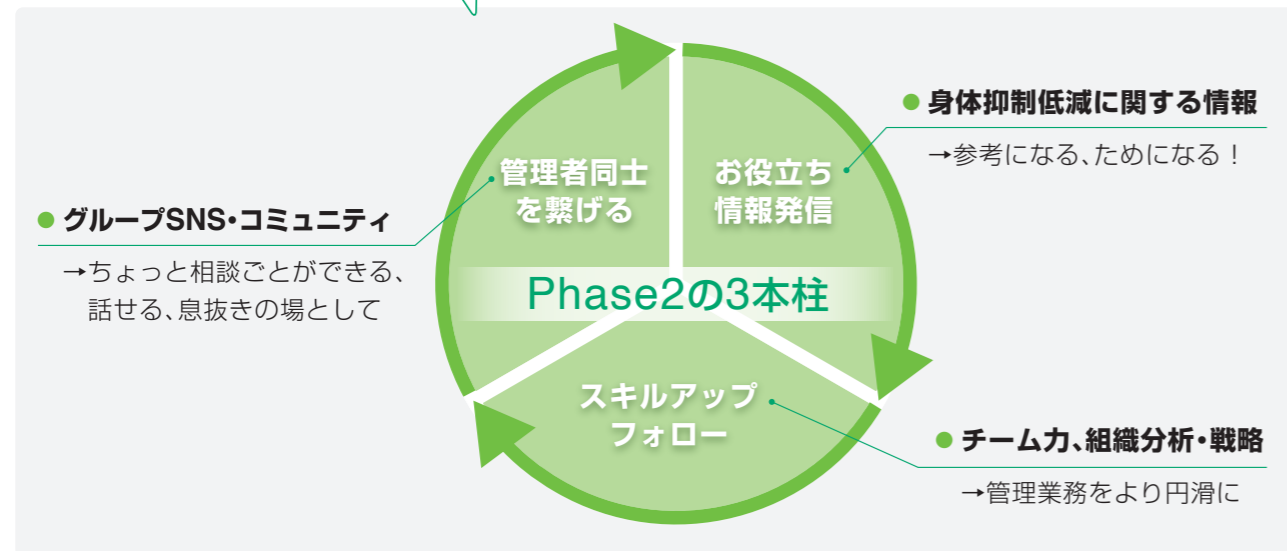 ● 身体抑制低減に関する情報
→参考になる、ためになる！
管理者同士
を繋げる
お役立ち
情報発信
● グループSNS・コミュニティ
→ちょっと相談ごとができる、
話せる、息抜きの場として
Phase2の3本柱
スキルアップ
フォロー
● チーム力、組織分析・戦略
→管理業務をより円滑に